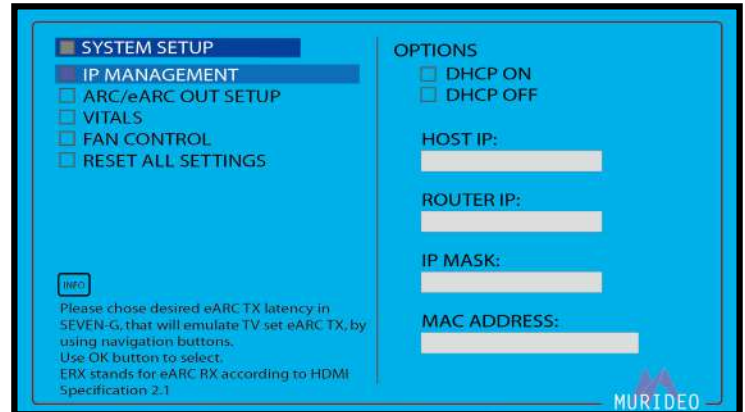 SYSTEM SETUP
IP MANAGEMENT
ARC/eARC OUT SETUP
VITALS
FAN CONTROL
RESET ALL SETTINGS
INFO
Please chose desired eARC TX latency in
SEVEN-G, that will emulate TV set eARC TX, by
using navigation buttons.
Use OK button to select.
ERX stands for eARC RX according to HDMI
Specification 2.1
OPTIONS
DHCP ON
DHCP OFF
HOST IP:
ROUTER IP:
IP MASK:
MAC ADDRESS:
MURIDEO